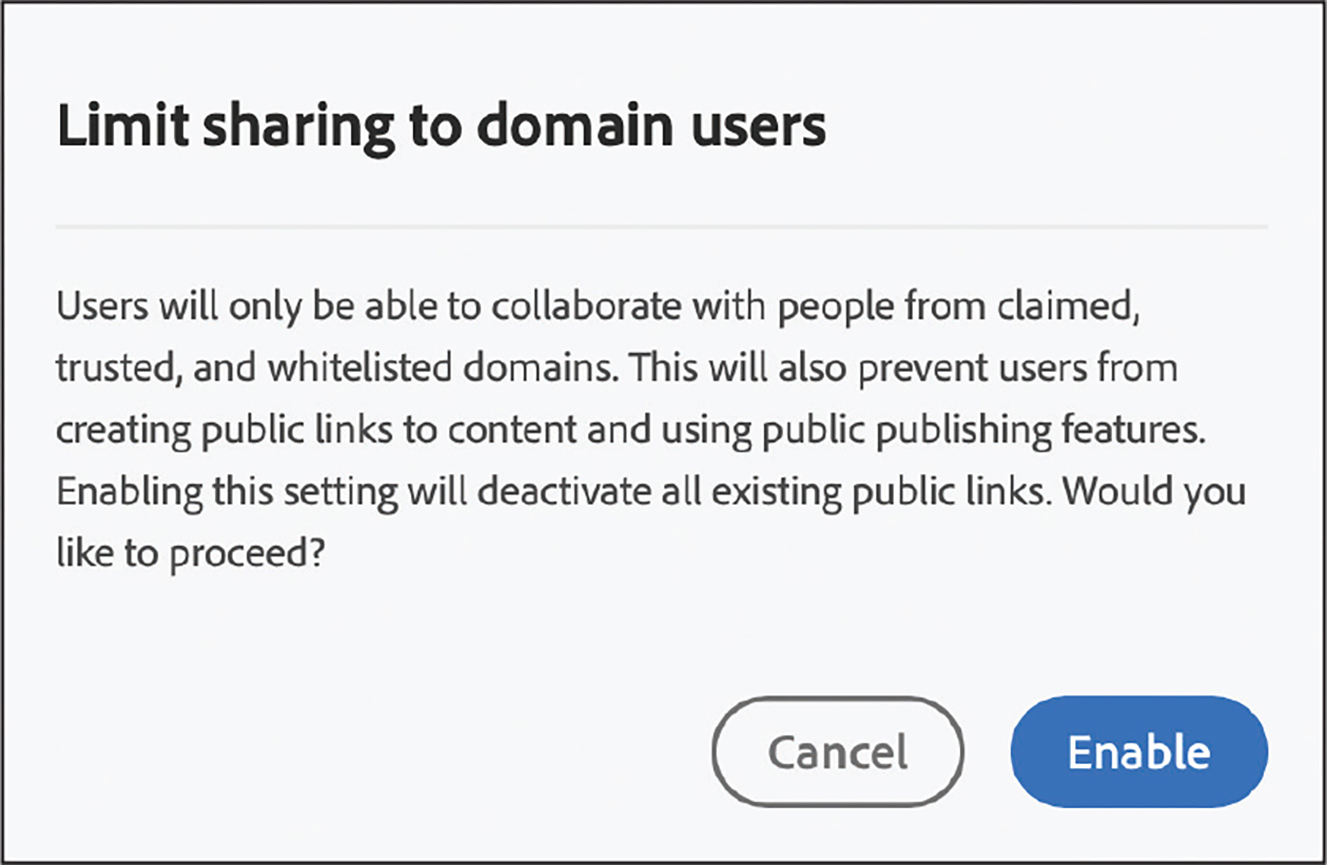 Limit sharing to domain users
Users will only be able to collaborate with people from claimed,
trusted, and whitelisted domains. This will also prevent users from
creating public links to content and using public publishing features.
Enabling this setting will deactivate all existing public links. Would you
like to proceed?
Cancel
Enable